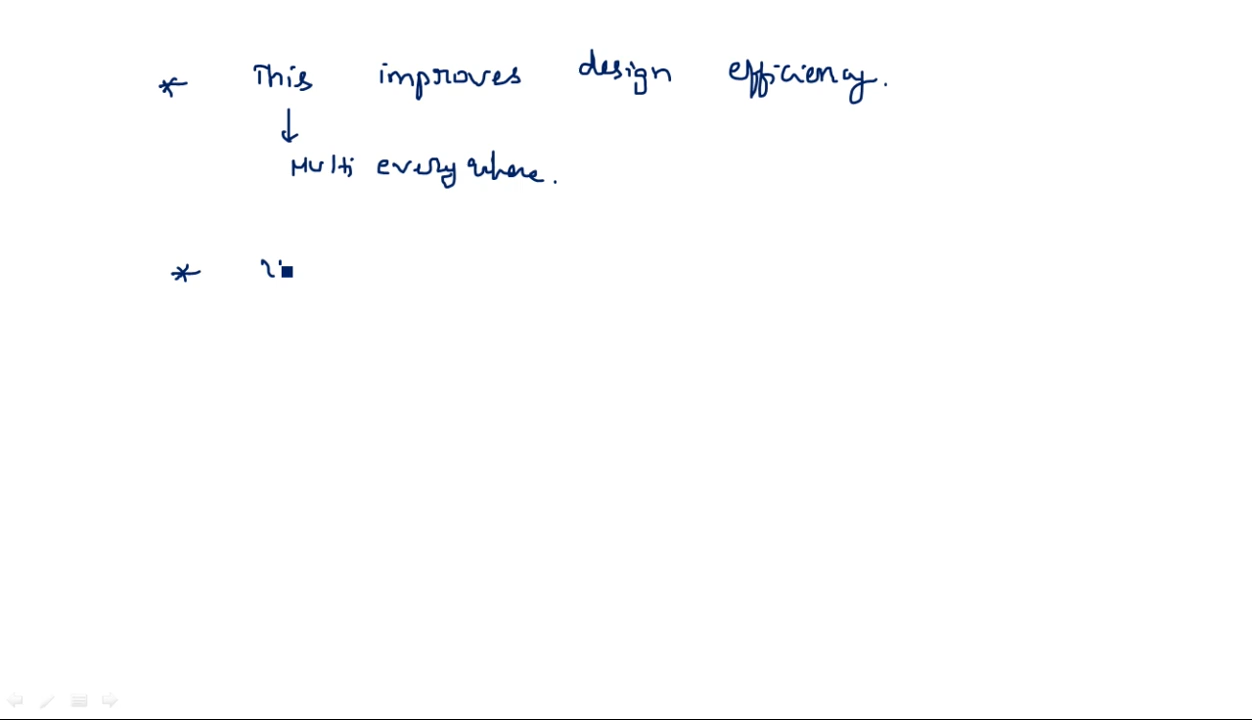 * This improves design efficiency.
↓
Multi everywhere.
*